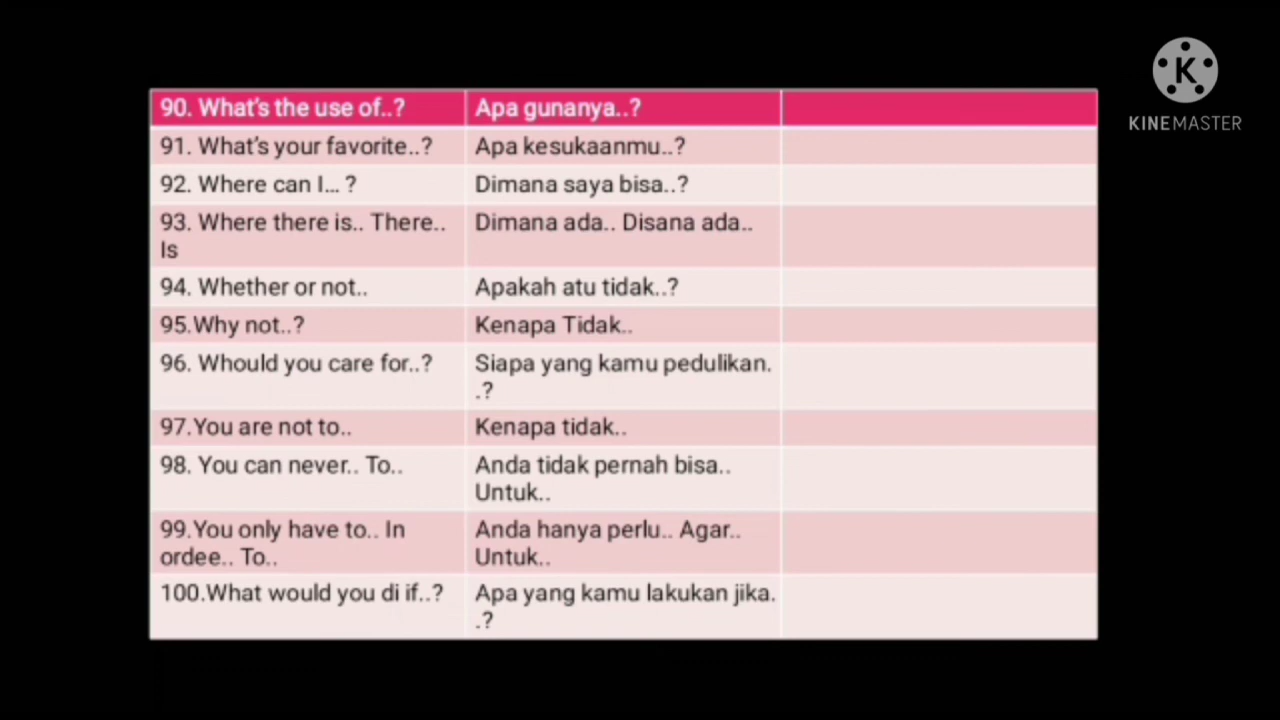 90. What's the use of..? Apa gunanya..?
91. What's your favorite..? Apa kesukaanmu..?
92. Where can I... ? Dimana saya bisa..?
93. Where there is.. There.. Dimana ada.. Disana ada..
Is
94. Whether or not.. Apakah atu tidak..?
95.Why not..? Kenapa Tidak..
96. Whould you care for..? Siapa yang kamu pedulikan.
.?
97.You are not to.. Kenapa tidak..
98. You can never.. To.. Anda tidak pernah bisa..
Untuk..
99.You only have to.. In Anda hanya perlu.. Agar..
ordee.. To.. Untuk..
100.What would you di if..? Apa yang kamu lakukan jika.
.?
K
KINEMASTER